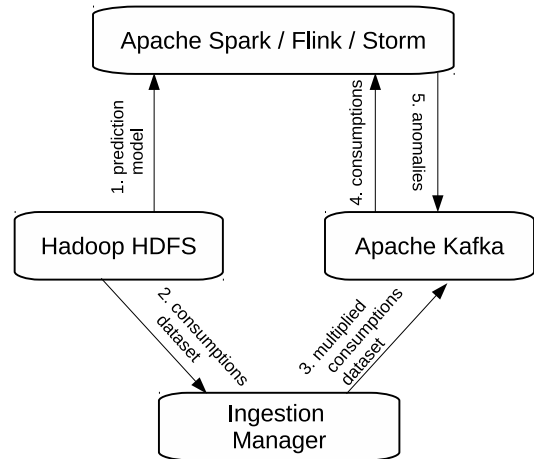 Apache Spark / Flink / Storm
1. prediction
model
4. consumptions
5. anomalies
Hadoop HDFS
Apache Kafka
2. consumptions
dataset
3. multiplied
consumptions
dataset
Ingestion
Manager